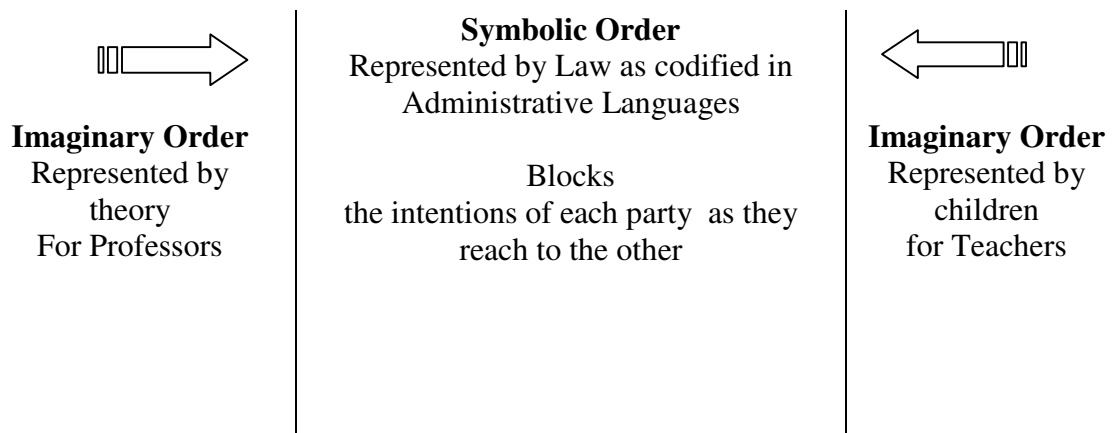 Imaginary Order
Represented by
theory
For Professors
Symbolic Order
Represented by Law as codified in
Administrative Languages
Blocks
the intentions of each party as they
reach to the other
Imaginary Order
Represented by
children
for Teachers